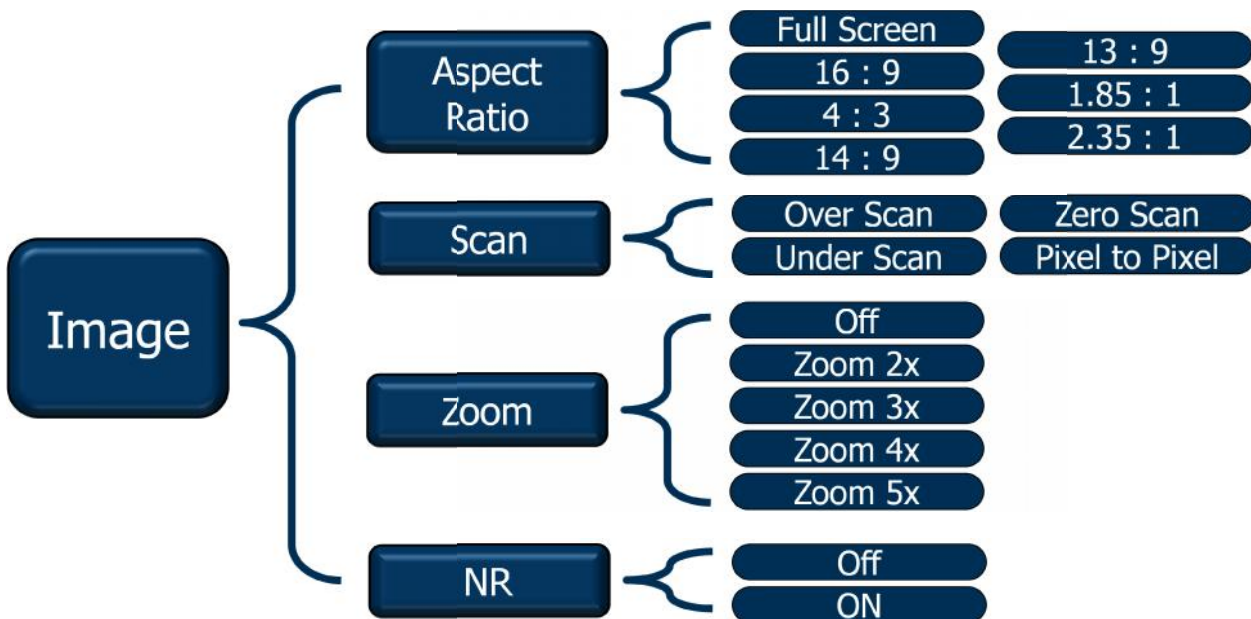 Image
Aspect
Ratio
Full Screen
16 : 9
4 : 3
14 : 9
13 : 9
1.85 : 1
2.35 : 1
Scan
Over Scan
Under Scan
Zero Scan
Pixel to Pixel
Zoom
Off
Zoom 2x
Zoom 3x
Zoom 4x
Zoom 5x
NR
Off
ON